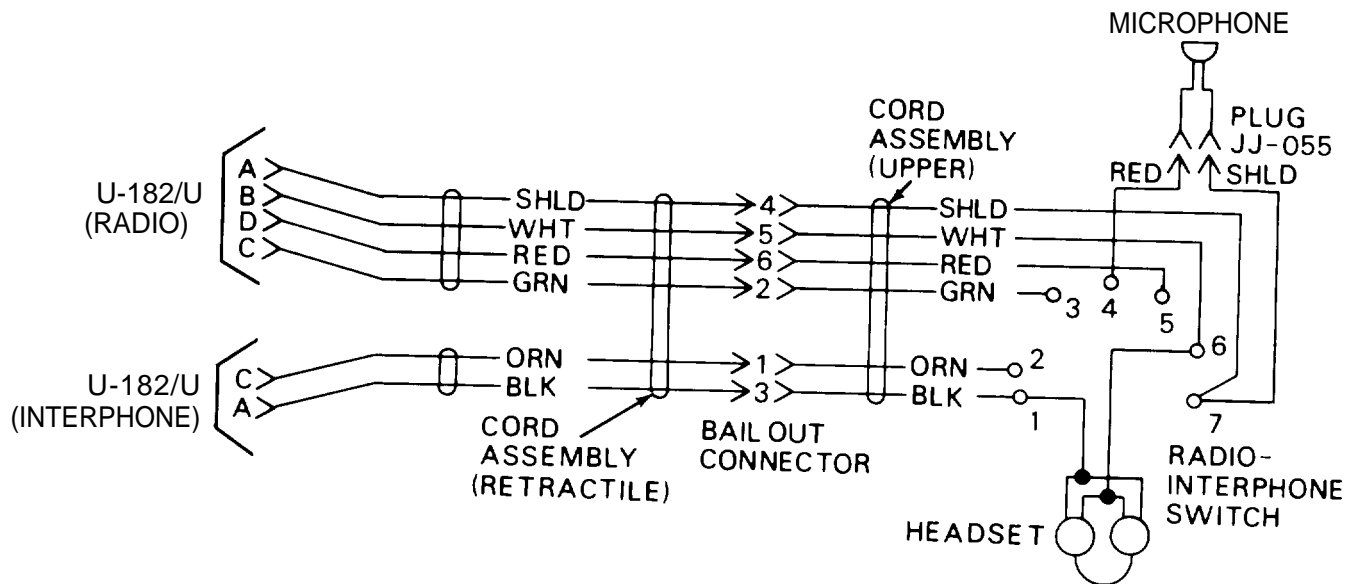 MICROPHONE
PLUG
JJ-055
RED
SHLD
CORD
ASSEMBLY
(UPPER)
U-182/U
(RADIO)
A
B
D
C
SHLD
WHT
RED
GRN
4
5
6
2
SHLD
WHT
RED
GRN
3
4
5
6
7
U-182/U
(INTERPHONE)
C
A
ORN
BLK
1
3
ORN
BLK
2
1
CORD
ASSEMBLY
(RETRACTILE)
BAIL OUT
CONNECTOR
RADIO-
INTERPHONE
SWITCH
HEADSET